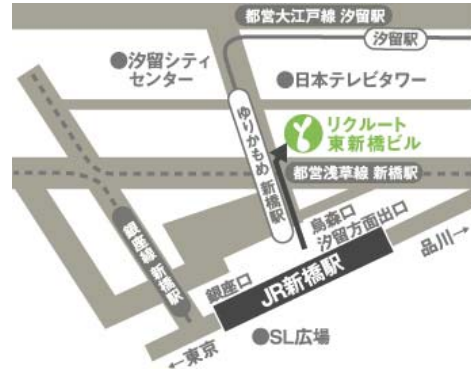 都営大江戸線 汐留駅
汐留駅
●汐留シティ
センター
●日本テレビタワー
ゆりかもめ 新橋駅
リクルート
東新橋ビル
都営浅草線 新橋駅
銀座線 新橋駅
烏森口
汐留方面出口
品川→
銀座口
JR新橋駅
●SL広場
←東京